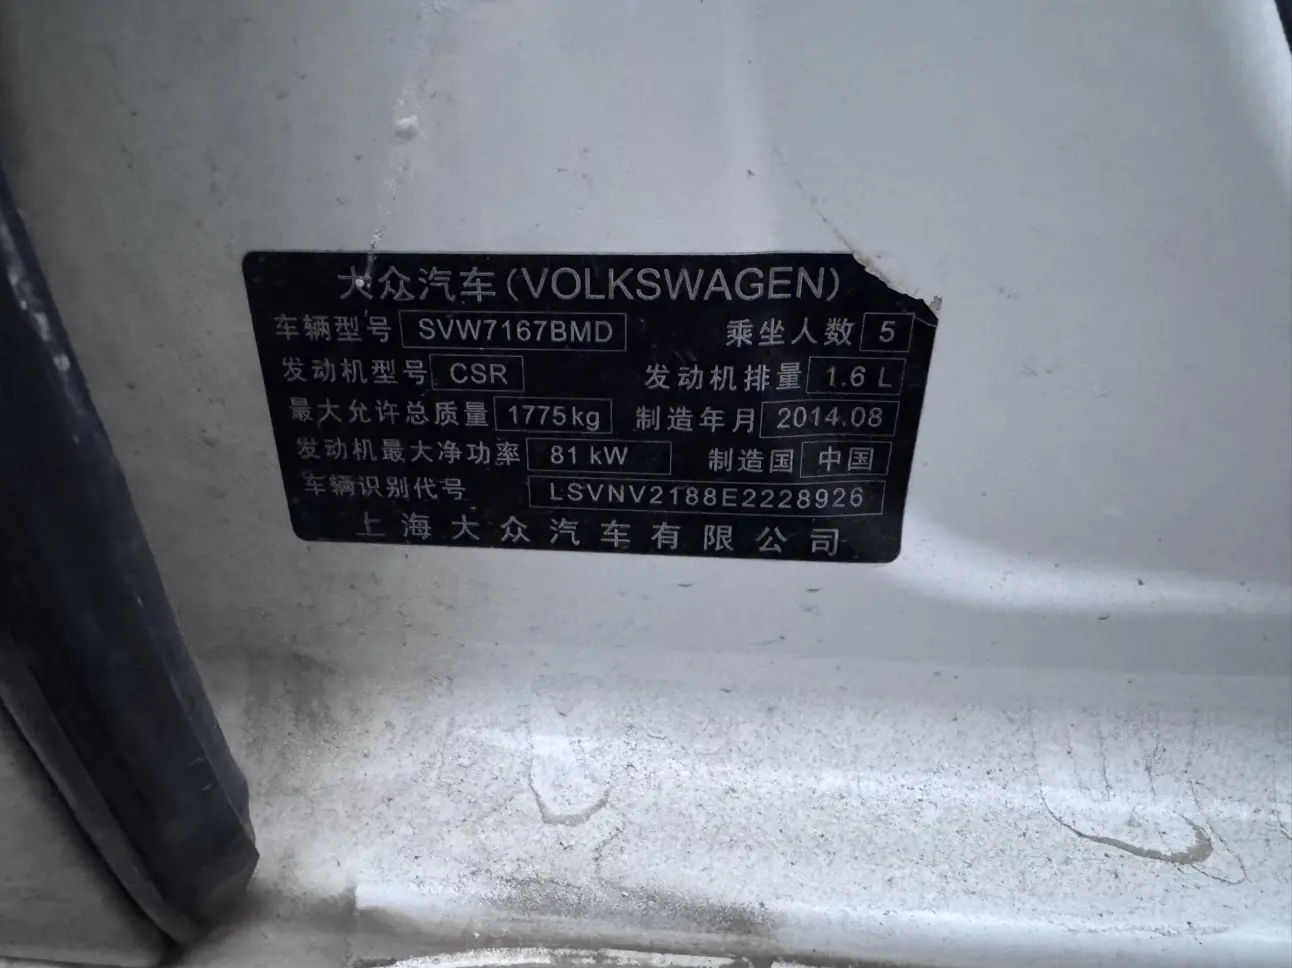 大众汽车(VOLKSWAGEN)
车辆型号 SVW7167BMD 乘坐人数 5
发动机型号 CSR 发动机排量 1.6 L
最大允许总质量 1775kg 制造年月 2014.08
发动机最大净功率 81 kW 制造国 中国
车辆识别代号 LSVNV2188E2228926
上海大众汽车有限公司